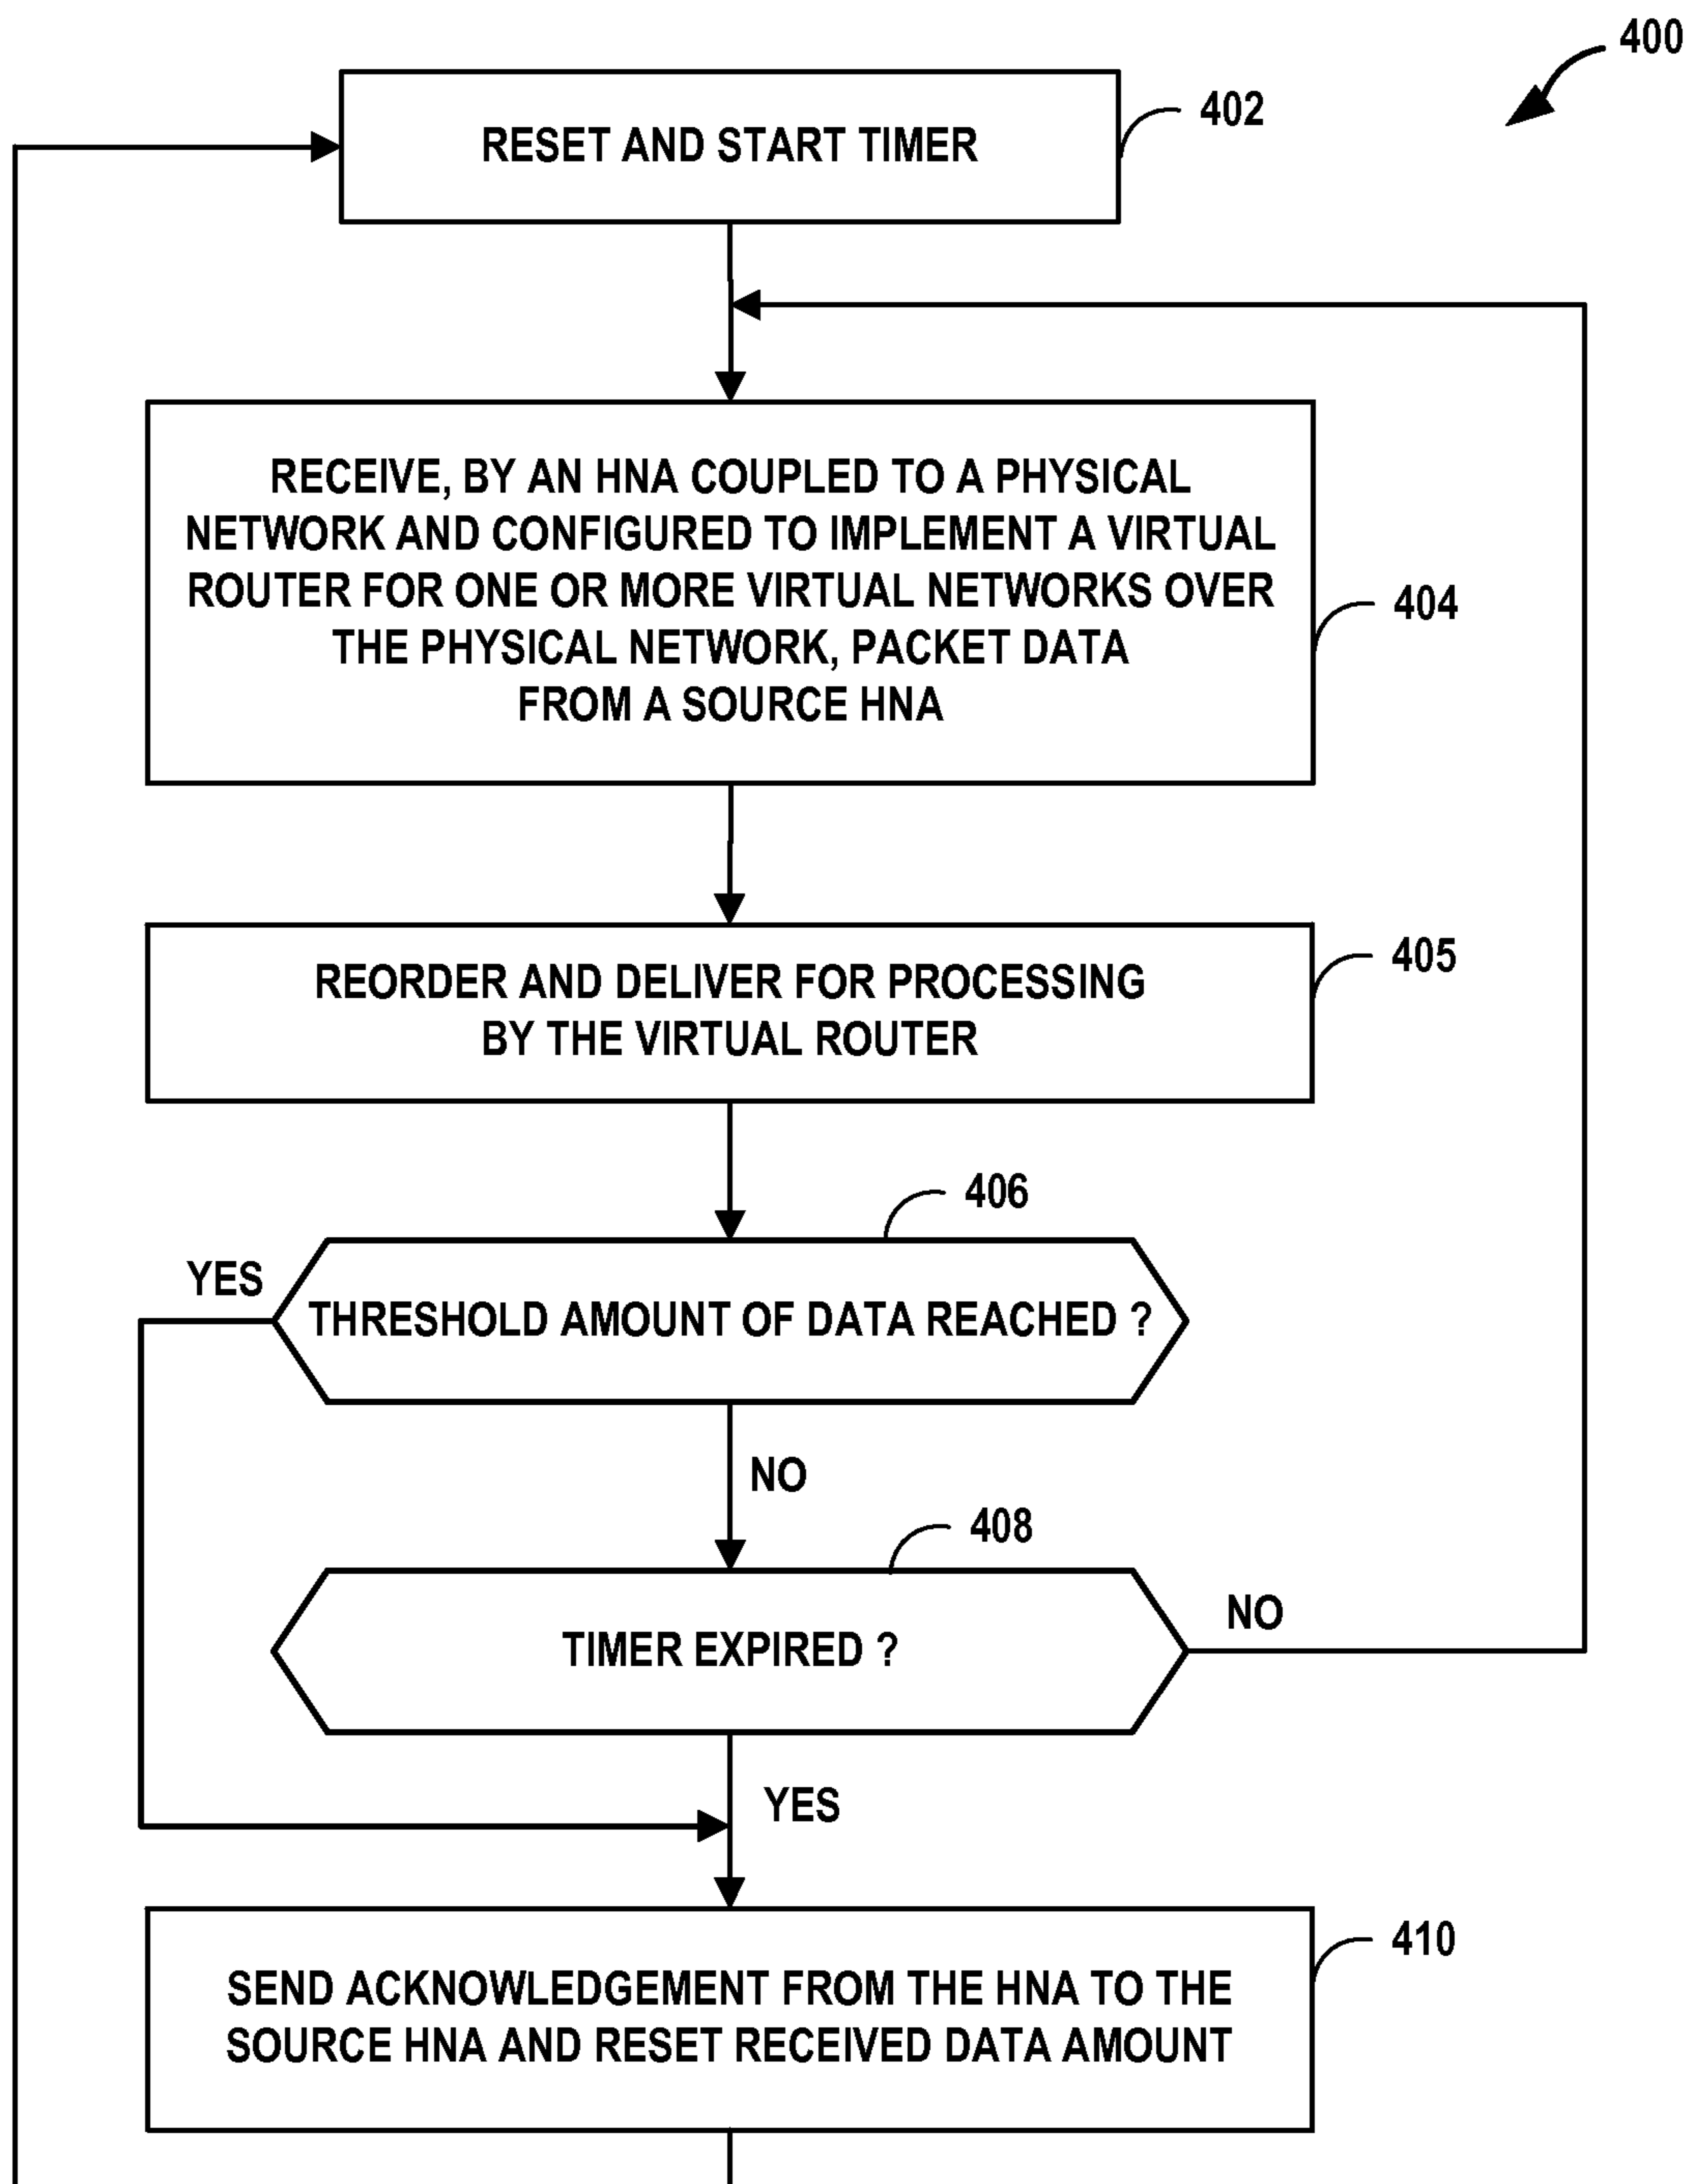 400
402
RESET AND START TIMER
RECEIVE, BY AN HNA COUPLED TO A PHYSICAL
NETWORK AND CONFIGURED TO IMPLEMENT A VIRTUAL
ROUTER FOR ONE OR MORE VIRTUAL NETWORKS OVER
THE PHYSICAL NETWORK, PACKET DATA
FROM A SOURCE HNA
404
REORDER AND DELIVER FOR PROCESSING
BY THE VIRTUAL ROUTER
405
406
YES
THRESHOLD AMOUNT OF DATA REACHED ?
NO
408
TIMER EXPIRED ?
NO
YES
SEND ACKNOWLEDGEMENT FROM THE HNA TO THE
SOURCE HNA AND RESET RECEIVED DATA AMOUNT
410